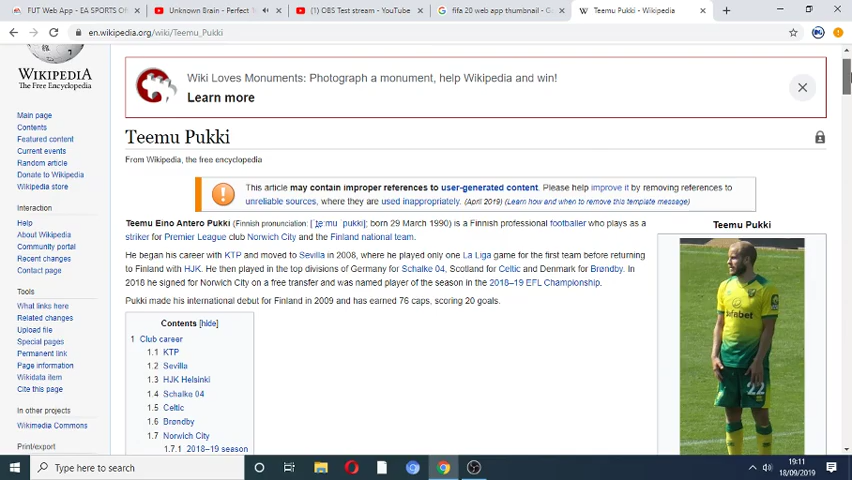 FUT Web App - EA SPORTS Of
Unknown Brain - Perfect
(1) OBS Test stream - YouTube
fifa 20 web app thumbnail - G
Teemu Pukki - Wikipedia
en.wikipedia.org/wiki/Teemu_Pukki
WIKIPEDIA
The Free Encyclopedia
Main page
Contents
Featured content
Current events
Random article
Donate to Wikipedia
Wikipedia store
Interaction
Help
About Wikipedia
Community portal
Recent changes
Contact page
Tools
What links here
Related changes
Upload file
Special pages
Permanent link
Page information
Wikidata item
Cite this page
In other projects
Wikimedia Commons
Print/export
Wiki Loves Monuments: Photograph a monument, help Wikipedia and win!
Learn more
Teemu Pukki
From Wikipedia, the free encyclopedia
This article may contain improper references to user-generated content. Please help improve it by removing references to
unreliable sources, where they are used inappropriately. (April 2019) (Learn how and when to remove this template message)
Teemu Eino Antero Pukki (Finnish pronunciation: [ˈt̪e̞ːmu ˈpukːi]; born 29 March 1990) is a Finnish professional footballer who plays as a
striker for Premier League club Norwich City and the Finland national team.
He began his career with KTP and moved to Sevilla in 2008, where he played only one La Liga game for the first team before returning
to Finland with HJK. He then played in the top divisions of Germany for Schalke 04, Scotland for Celtic and Denmark for Brøndby. In
2018 he signed for Norwich City on a free transfer and was named player of the season in the 2018–19 EFL Championship.
Pukki made his international debut for Finland in 2009 and has earned 76 caps, scoring 20 goals.
Contents [hide]
1 Club career
1.1 KTP
1.2 Sevilla
1.3 HJK Helsinki
1.4 Schalke 04
1.5 Celtic
1.6 Brøndby
1.7 Norwich City
1.7.1 2018–19 season
Teemu Pukki
22
Type here to search
19:11
18/09/2019